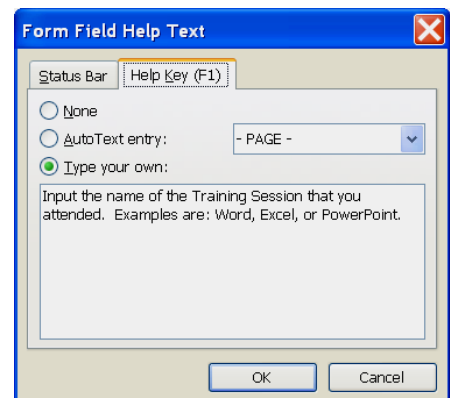 Form Field Help Text
Status Bar Help Key (F1)
None
AutoText entry: - PAGE -
Type your own:
Input the name of the Training Session that you
attended.  Examples are: Word, Excel, or PowerPoint.
OK Cancel